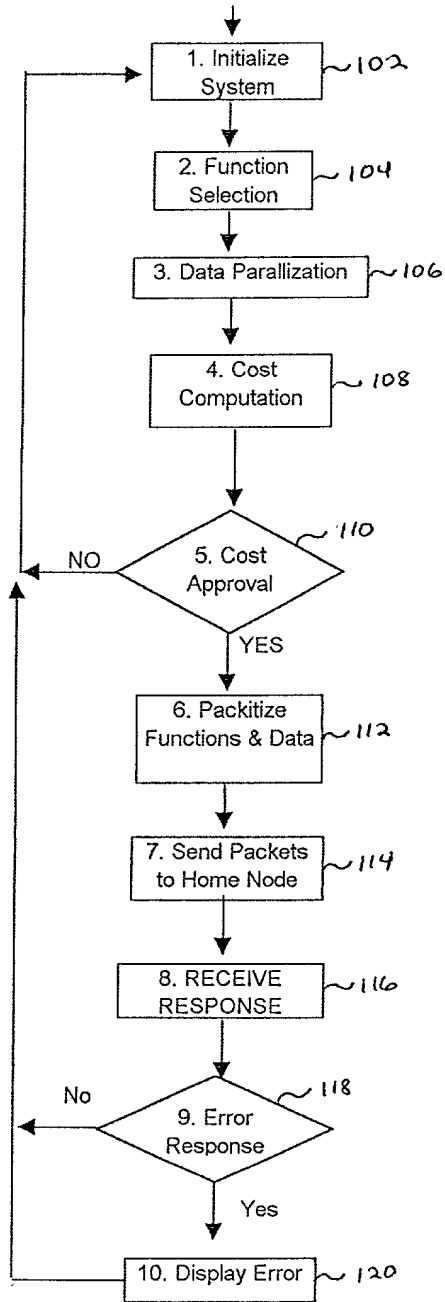 1. Initialize
System
102
2. Function
Selection
104
3. Data Parallization
106
4. Cost
Computation
108
110
5. Cost
Approval
NO
YES
6. Packitize
Functions & Data
112
7. Send Packets
to Home Node
114
8. RECEIVE
RESPONSE
116
118
No
9. Error
Response
Yes
10. Display Error
120